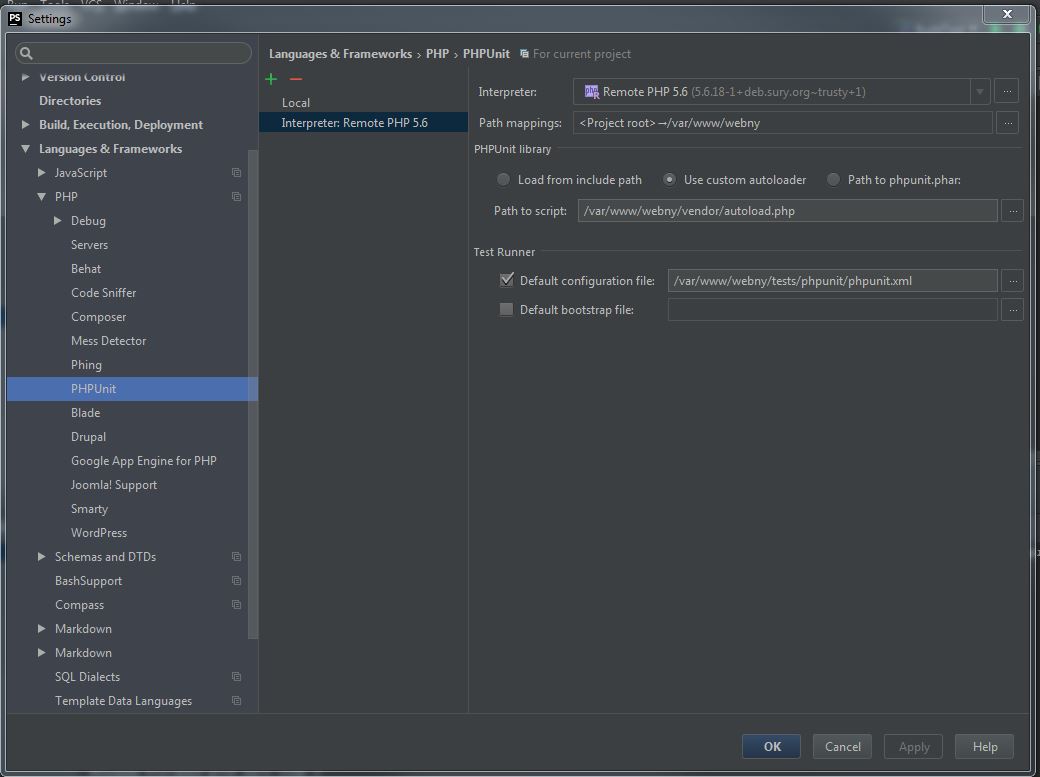 Settings
Languages & Frameworks › PHP › PHPUnit For current project
Version Control
Directories
Build, Execution, Deployment
Languages & Frameworks
JavaScript
PHP
Debug
Servers
Behat
Code Sniffer
Composer
Mess Detector
Phing
PHPUnit
Blade
Drupal
Google App Engine for PHP
Joomla! Support
Smarty
WordPress
Schemas and DTDs
BashSupport
Compass
Markdown
Markdown
SQL Dialects
Template Data Languages
Local
Interpreter: Remote PHP 5.6
Interpreter: Remote PHP 5.6 (5.6.18-1+deb.sury.org~trusty+1) ...
Path mappings: <Project root>→/var/www/webny ...
PHPUnit library
Load from include path Use custom autoloader Path to phpunit.phar:
Path to script: /var/www/webny/vendor/autoload.php ...
Test Runner
Default configuration file: /var/www/webny/tests/phpunit/phpunit.xml ...
Default bootstrap file: ...
OK Cancel Apply Help